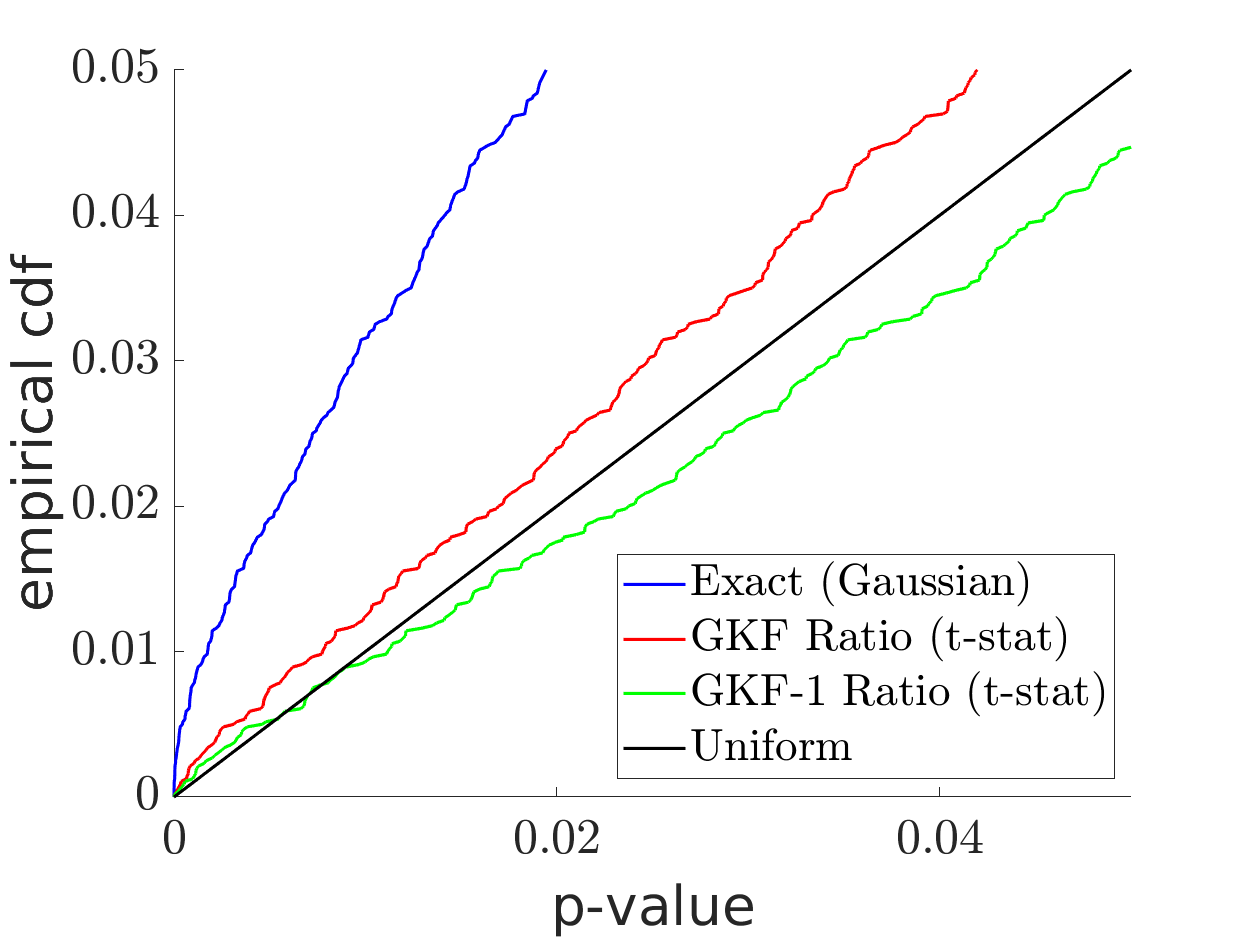 0.05
0.04
0.03
0.02
0.01
0
empirical cdf
Exact (Gaussian)
GKF Ratio (t-stat)
GKF-1 Ratio (t-stat)
Uniform
0
0.02
0.04
p-value